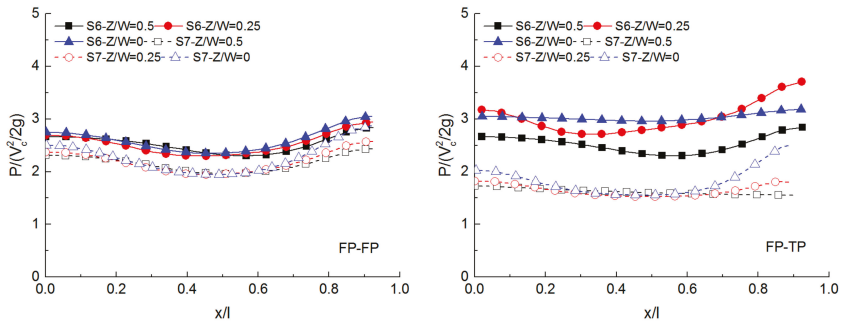 S6-Z/W=0.5 S6-Z/W=0.25
S6-Z/W=0 S7-Z/W=0.5
S7-Z/W=0.25 S7-Z/W=0
5
4
3
2
1
0
P/(V_c^2/2g)
FP-FP
0.0 0.2 0.4 0.6 0.8 1.0
x/l
S6-Z/W=0.5 S6-Z/W=0.25
S6-Z/W=0 S7-Z/W=0.5
S7-Z/W=0.25 S7-Z/W=0
5
4
3
2
1
0
P/(V_c^2/2g)
FP-TP
0.0 0.2 0.4 0.6 0.8 1.0
x/l